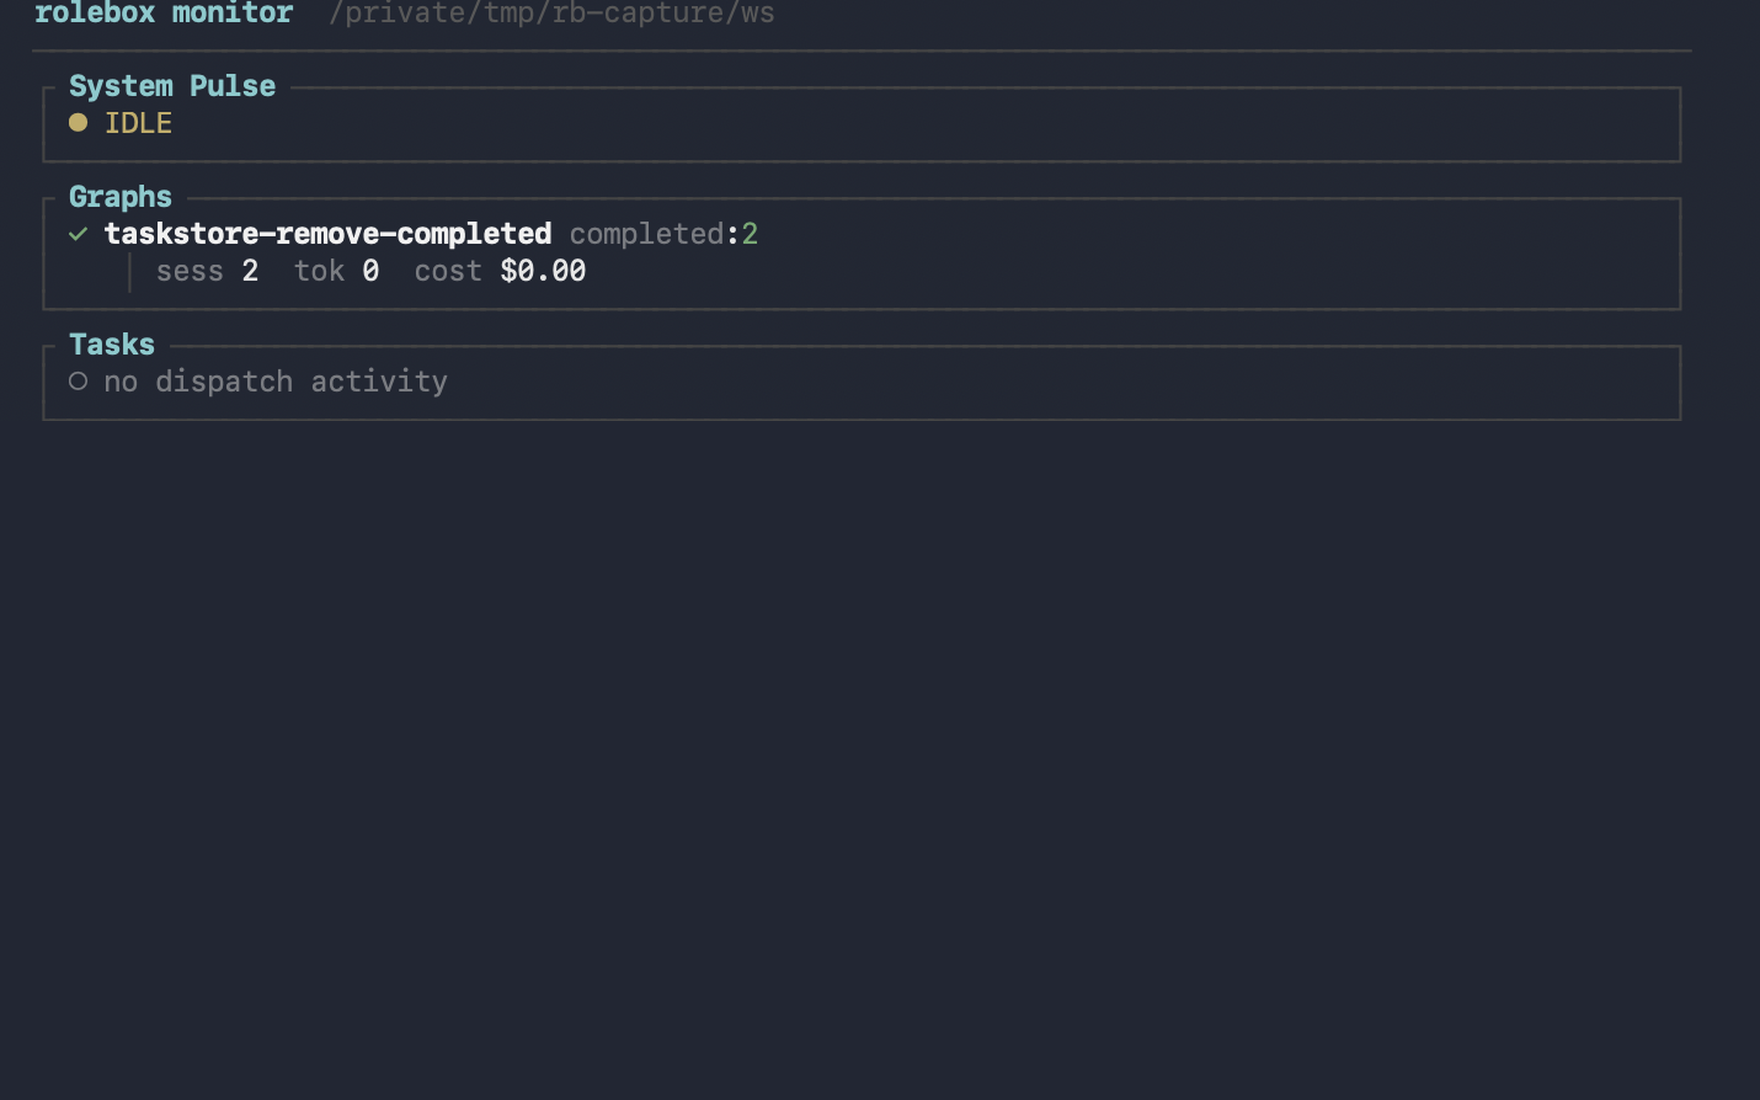 rolebox monitor /private/tmp/rb-capture/ws
System Pulse
IDLE
Graphs
✓ taskstore-remove-completed completed:2
sess 2 tok 0 cost $0.00
Tasks
no dispatch activity